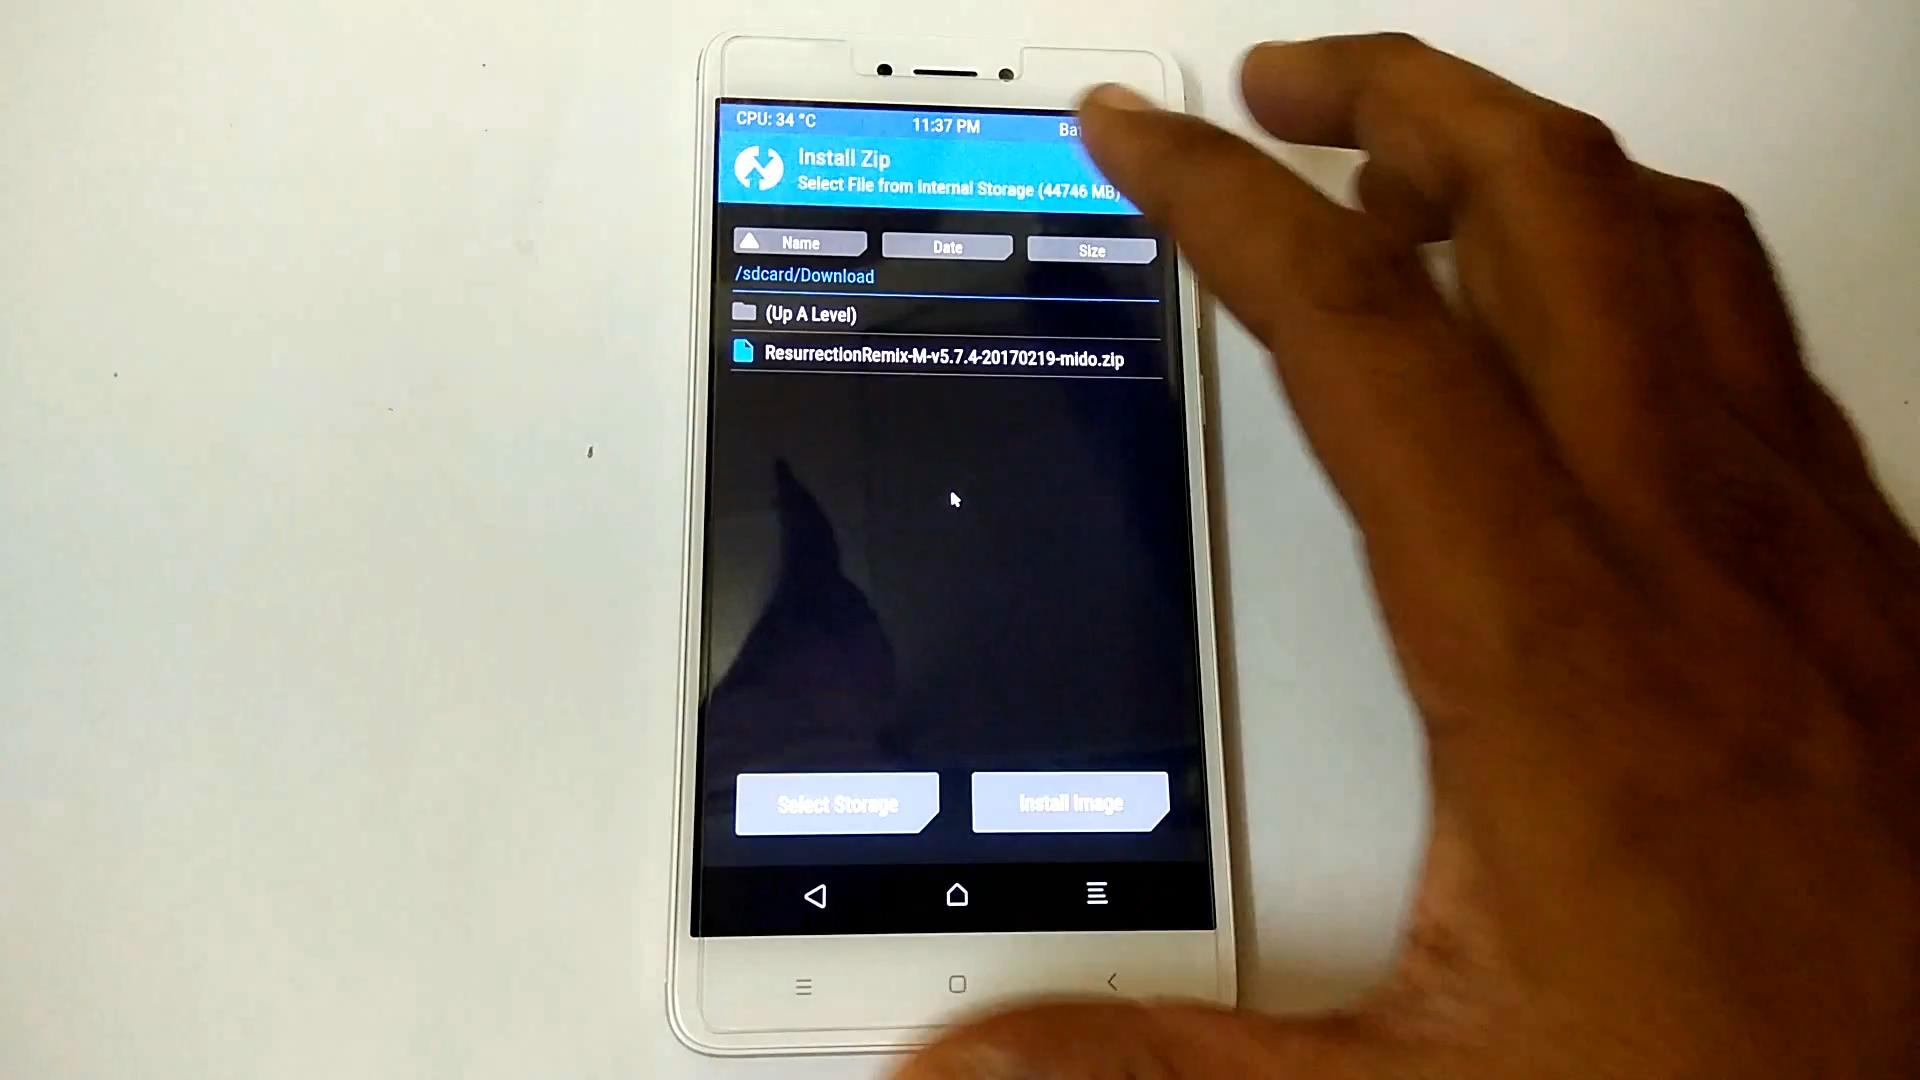 CPU: 34 °C
11:37 PM
Install Zip
Select File from Internal Storage (44746 MB)
Name
Date
Size
/sdcard/Download
(Up A Level)
ResurrectionRemix-M-v5.7.4-20170219-mido.zip
Select Storage
Install Image